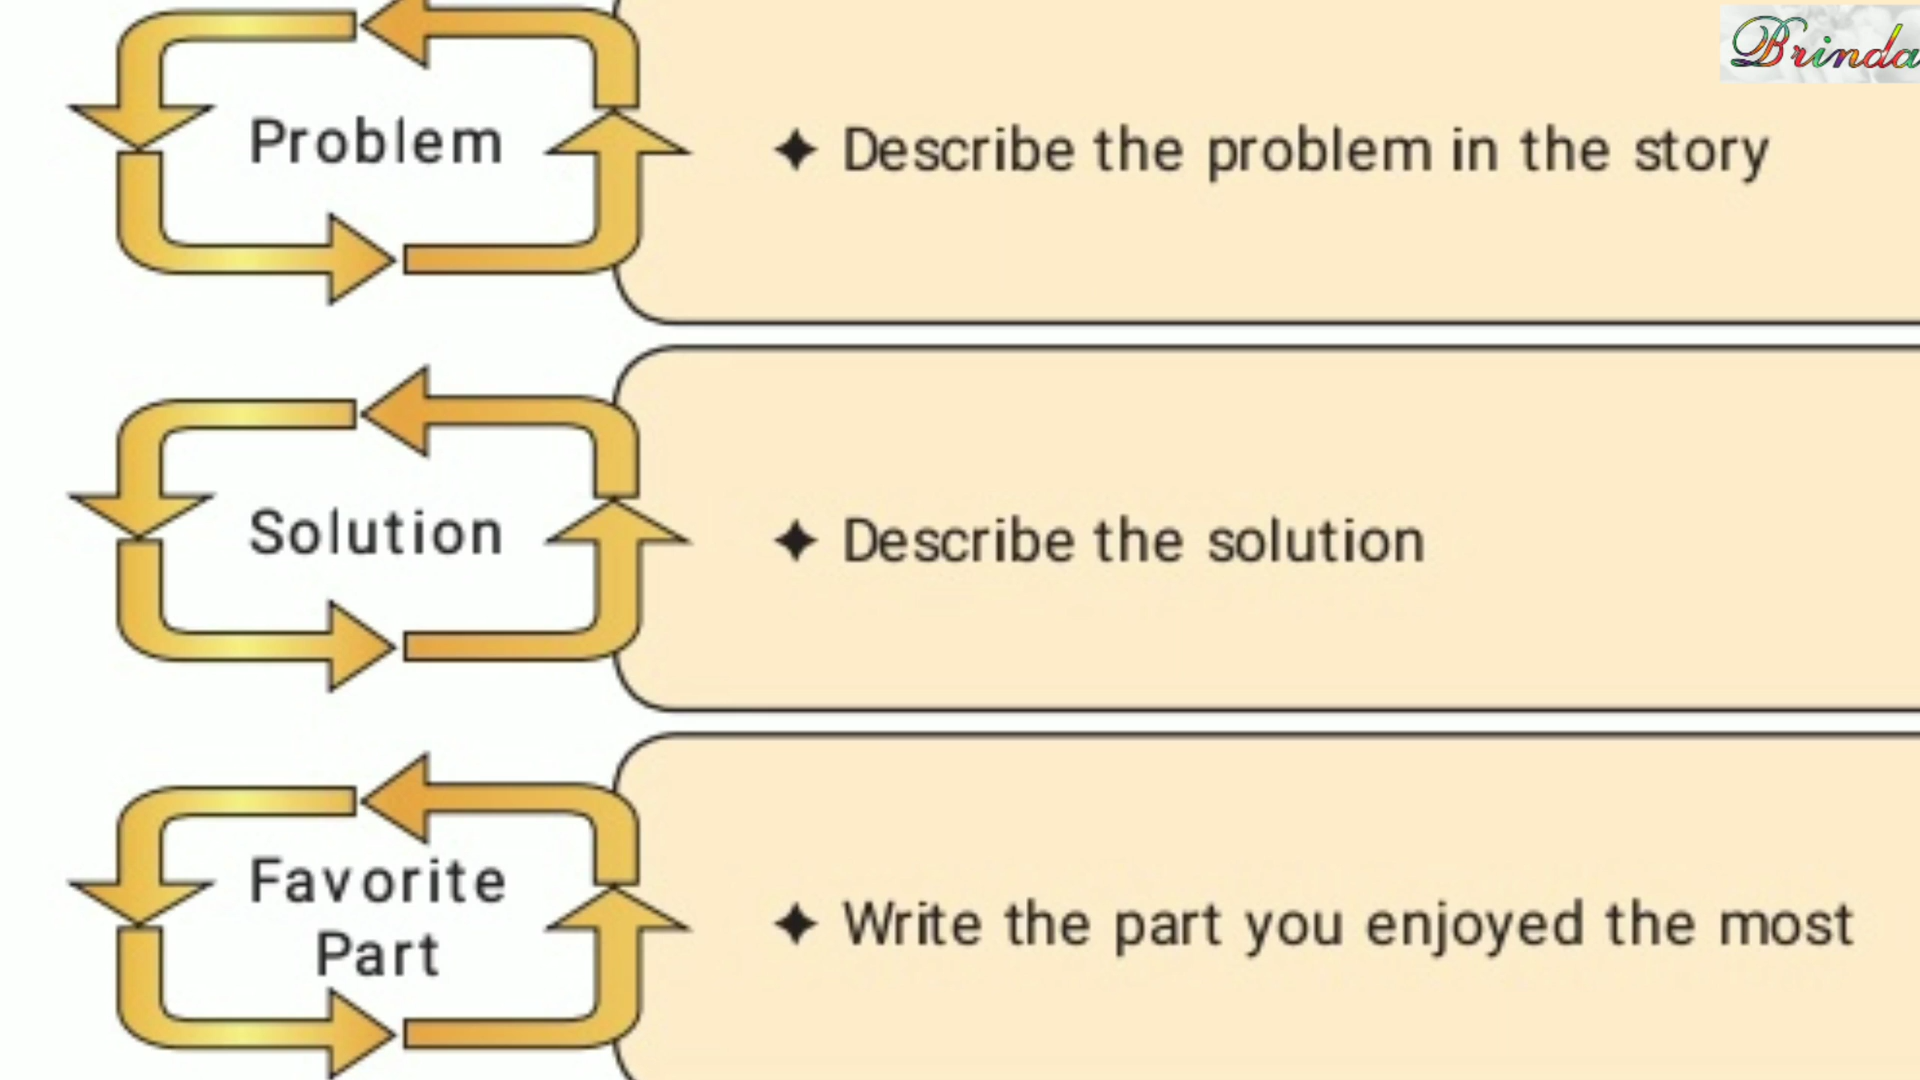 Brinda
Problem
Describe the problem in the story
Solution
Describe the solution
Favorite
Part
Write the part you enjoyed the most